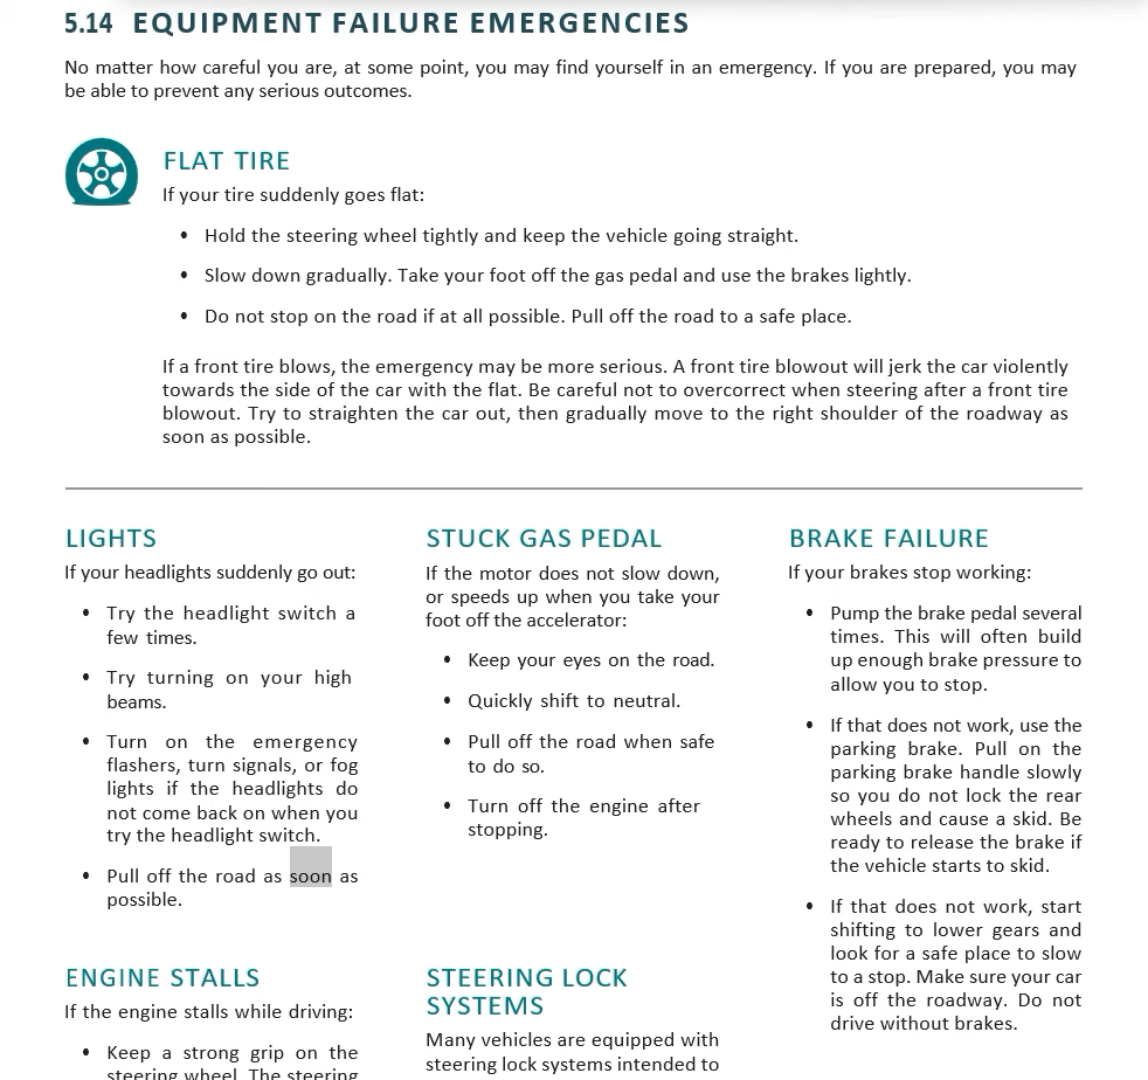 5.14 EQUIPMENT FAILURE EMERGENCIES
No matter how careful you are, at some point, you may find yourself in an emergency. If you are prepared, you may
be able to prevent any serious outcomes.
FLAT TIRE
If your tire suddenly goes flat:
• Hold the steering wheel tightly and keep the vehicle going straight.
• Slow down gradually. Take your foot off the gas pedal and use the brakes lightly.
• Do not stop on the road if at all possible. Pull off the road to a safe place.
If a front tire blows, the emergency may be more serious. A front tire blowout will jerk the car violently
towards the side of the car with the flat. Be careful not to overcorrect when steering after a front tire
blowout. Try to straighten the car out, then gradually move to the right shoulder of the roadway as
soon as possible.
LIGHTS
If your headlights suddenly go out:
• Try the headlight switch a
few times.
• Try turning on your high
beams.
• Turn on the emergency
flashers, turn signals, or fog
lights if the headlights do
not come back on when you
try the headlight switch.
• Pull off the road as soon as
possible.
ENGINE STALLS
If the engine stalls while driving:
• Keep a strong grip on the
steering wheel. The steering
STUCK GAS PEDAL
If the motor does not slow down,
or speeds up when you take your
foot off the accelerator:
• Keep your eyes on the road.
• Quickly shift to neutral.
• Pull off the road when safe
to do so.
• Turn off the engine after
stopping.
STEERING LOCK
SYSTEMS
Many vehicles are equipped with
steering lock systems intended to
BRAKE FAILURE
If your brakes stop working:
• Pump the brake pedal several
times. This will often build
up enough brake pressure to
allow you to stop.
• If that does not work, use the
parking brake. Pull on the
parking brake handle slowly
so you do not lock the rear
wheels and cause a skid. Be
ready to release the brake if
the vehicle starts to skid.
• If that does not work, start
shifting to lower gears and
look for a safe place to slow
to a stop. Make sure your car
is off the roadway. Do not
drive without brakes.